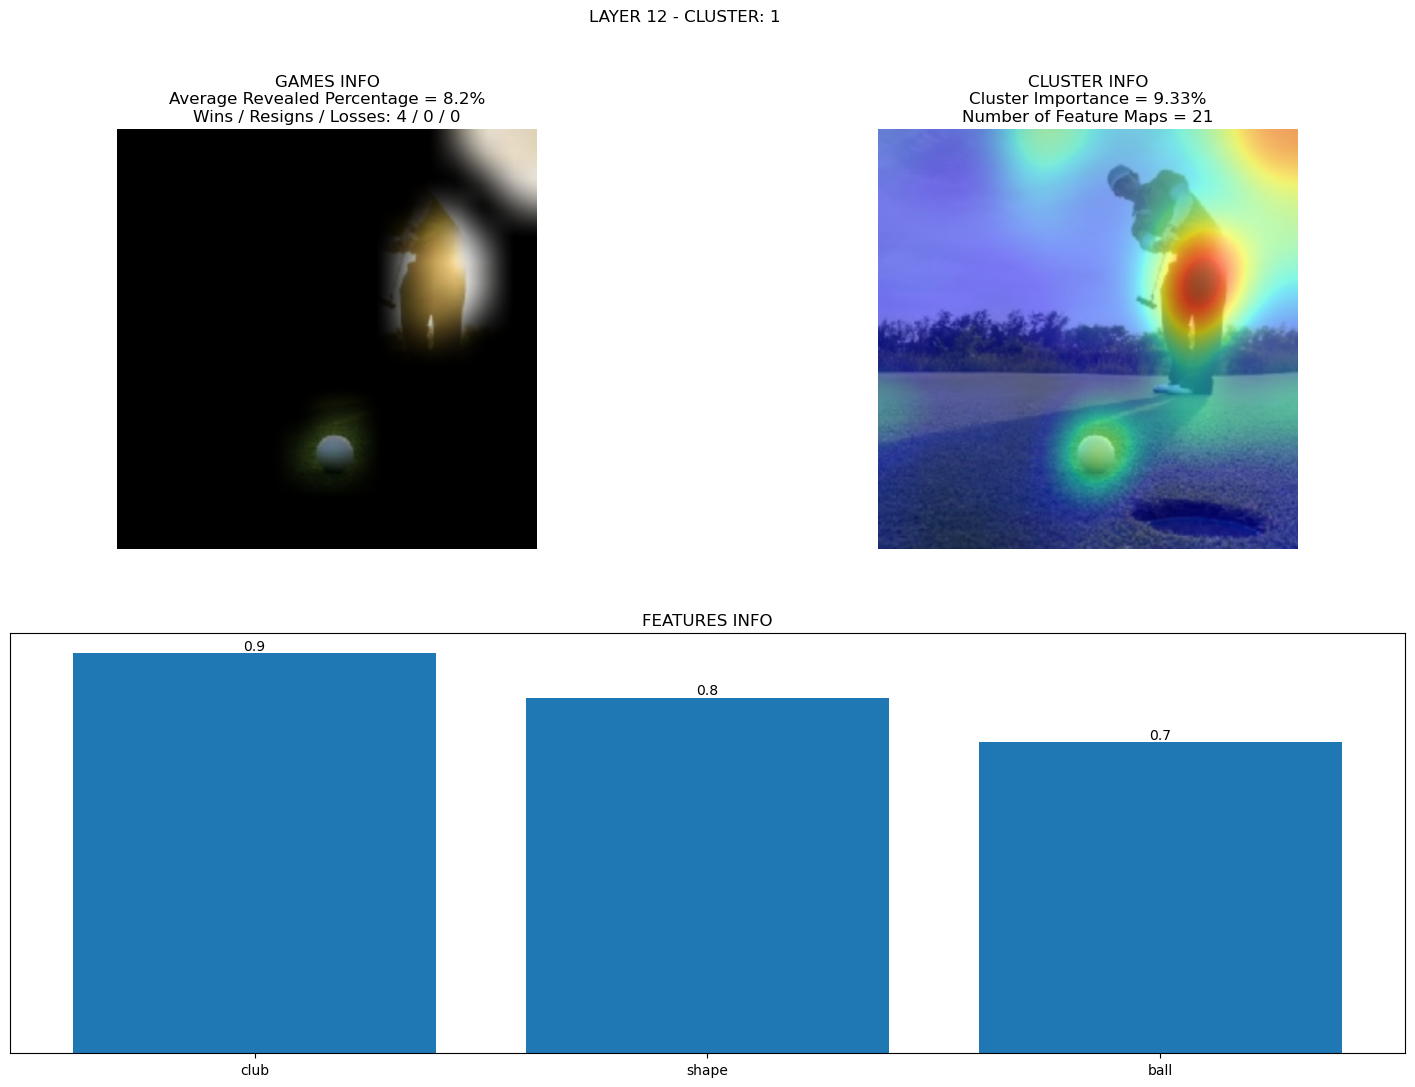 LAYER 12 - CLUSTER: 1
GAMES INFO
Average Revealed Percentage = 8.2%
Wins / Resigns / Losses: 4 / 0 / 0
CLUSTER INFO
Cluster Importance = 9.33%
Number of Feature Maps = 21
FEATURES INFO
0.9
0.8
0.7
club
shape
ball